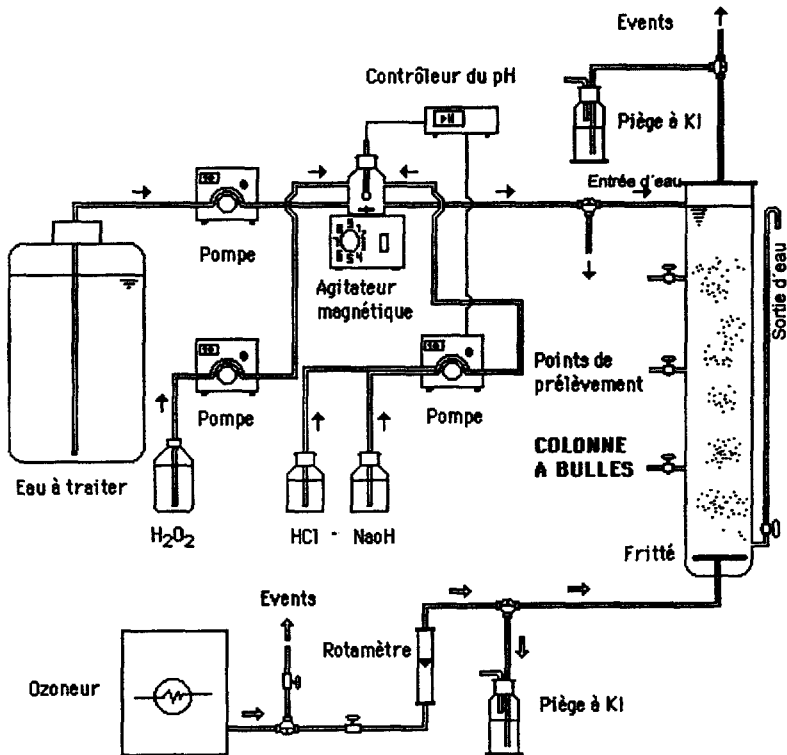 Events
Contrôleur du pH
pH
Piège à KI
Entrée d'eau
Pompe
Agitateur
magnétique
Sortie d'eau
Points de
prélèvement
Pompe
Pompe
COLONNE
A BULLES
Eau à traiter
H2O2
HCl - NaoH
Fritté
Events
Rotamètre
Ozoneur
Piège à KI